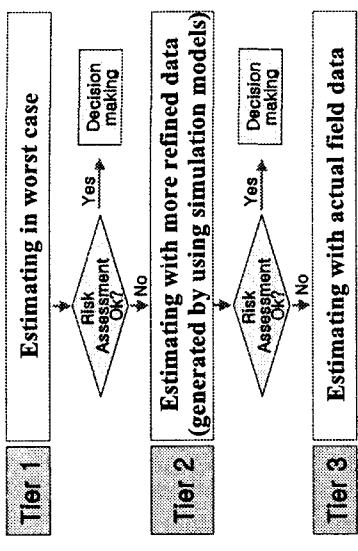 Tier 1
Estimating in worst case
Risk
Assessment
Ok?
Yes
Decision
making
No
Tier 2
Estimating with more refined data
(generated by using simulation models)
Risk
Assessment
Ok?
Yes
Decision
making
No
Tier 3
Estimating with actual field data